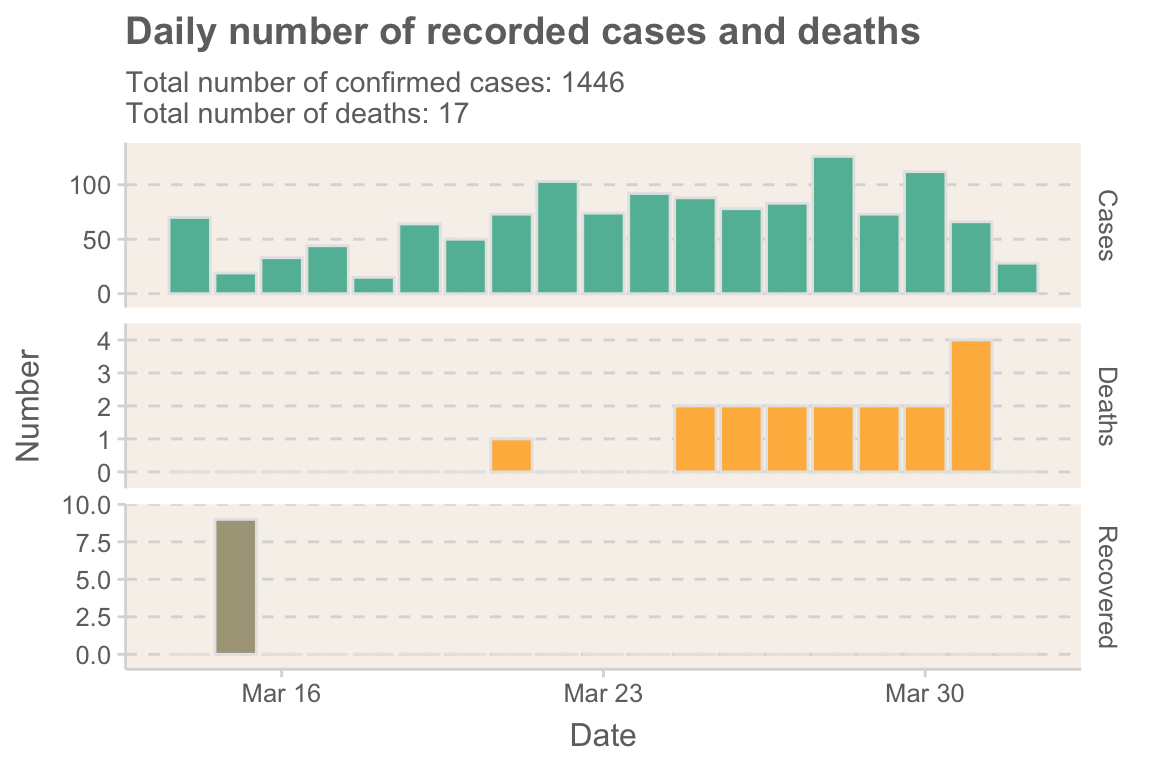 Daily number of recorded cases and deaths
Total number of confirmed cases: 1446
Total number of deaths: 17
100
50
0
Cases
Number
4
3
2
1
0
Deaths
10.0
7.5
5.0
2.5
0.0
Recovered
Mar 16
Mar 23
Mar 30
Date